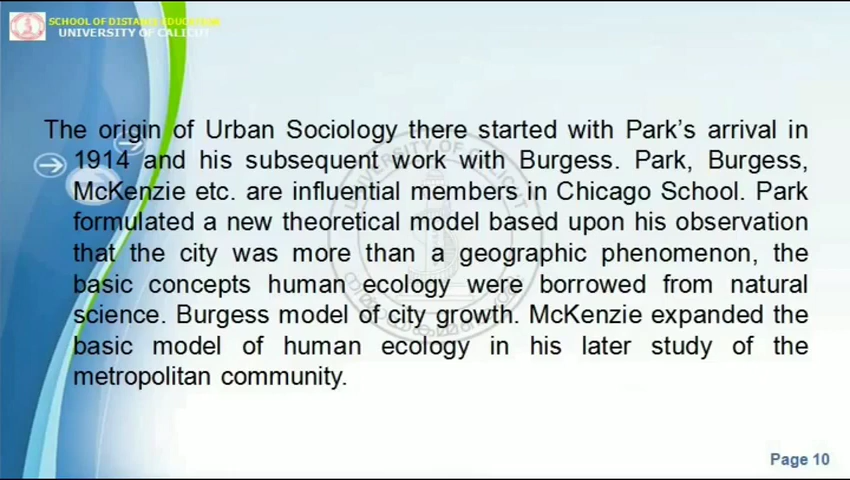 SCHOOL OF DISTANCE EDUCATION
UNIVERSITY OF CALICUT
The origin of Urban Sociology there started with Park's arrival in
1914 and his subsequent work with Burgess. Park, Burgess,
McKenzie etc. are influential members in Chicago School. Park
formulated a new theoretical model based upon his observation
that the city was more than a geographic phenomenon, the
basic concepts human ecology were borrowed from natural
science. Burgess model of city growth. McKenzie expanded the
basic model of human ecology in his later study of the
metropolitan community.
UNIVERSITY OF CALICUT
Page 10